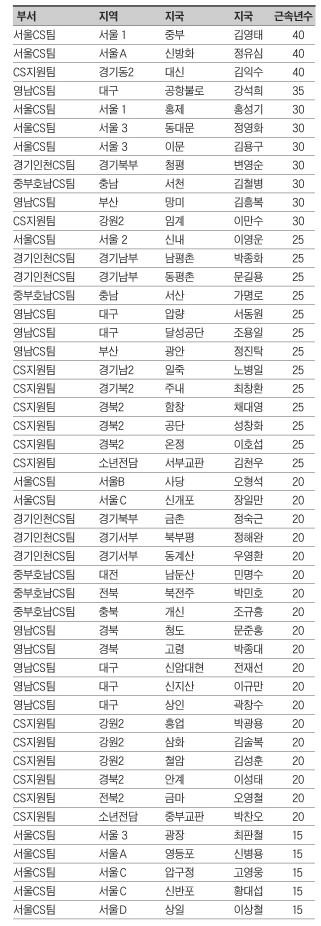 부서 지역 지국 지국 근속년수
서울CS팀 서울 1 중부 김영태 40
서울CS팀 서울A 신방화 정유심 40
CS지원팀 경기동2 대신 김익수 40
영남CS팀 대구 공항불로 강석희 35
서울CS팀 서울 1 홍제 홍성기 30
서울CS팀 서울 3 동대문 정영화 30
서울CS팀 서울 3 이문 김용구 30
경기인천CS팀 경기북부 청평 변영순 30
중부호남CS팀 충남 서천 김철병 30
영남CS팀 부산 망미 김흥복 30
CS지원팀 강원2 임계 이만수 30
서울CS팀 서울 2 신내 이영운 25
경기인천CS팀 경기남부 남평촌 박종화 25
경기인천CS팀 경기남부 동평촌 문길용 25
중부호남CS팀 충남 서산 가명로 25
영남CS팀 대구 압량 서동원 25
영남CS팀 대구 달성공단 조용일 25
영남CS팀 부산 광안 정진탁 25
CS지원팀 경기남2 일죽 노병일 25
CS지원팀 경기북2 주내 최창환 25
CS지원팀 경북2 함창 채대영 25
CS지원팀 경북2 공단 성창화 25
CS지원팀 경북2 온정 이호섭 25
CS지원팀 소년전담 서부교판 김천우 25
서울CS팀 서울B 사당 오형석 20
서울CS팀 서울C 신개포 장일만 20
경기인천CS팀 경기북부 금촌 정숙근 20
경기인천CS팀 경기서부 북부평 정해완 20
경기인천CS팀 경기서부 동계산 우영환 20
중부호남CS팀 대전 남둔산 민명수 20
중부호남CS팀 전북 북전주 박민호 20
중부호남CS팀 충북 개신 조규흥 20
영남CS팀 경북 청도 문준홍 20
영남CS팀 경북 고령 박종대 20
영남CS팀 대구 신암대현 전재선 20
영남CS팀 대구 신지산 이규만 20
영남CS팀 대구 상인 곽창수 20
CS지원팀 강원2 흥업 박광용 20
CS지원팀 강원2 삼화 김술복 20
CS지원팀 강원2 철암 김성훈 20
CS지원팀 경북2 안계 이성태 20
CS지원팀 전북2 금마 오영철 20
CS지원팀 소년전담 중부교판 박찬오 20
서울CS팀 서울 3 광장 최판철 15
서울CS팀 서울A 영등포 신병용 15
서울CS팀 서울C 압구정 고영웅 15
서울CS팀 서울C 신반포 황대섭 15
서울CS팀 서울D 상일 이상철 15